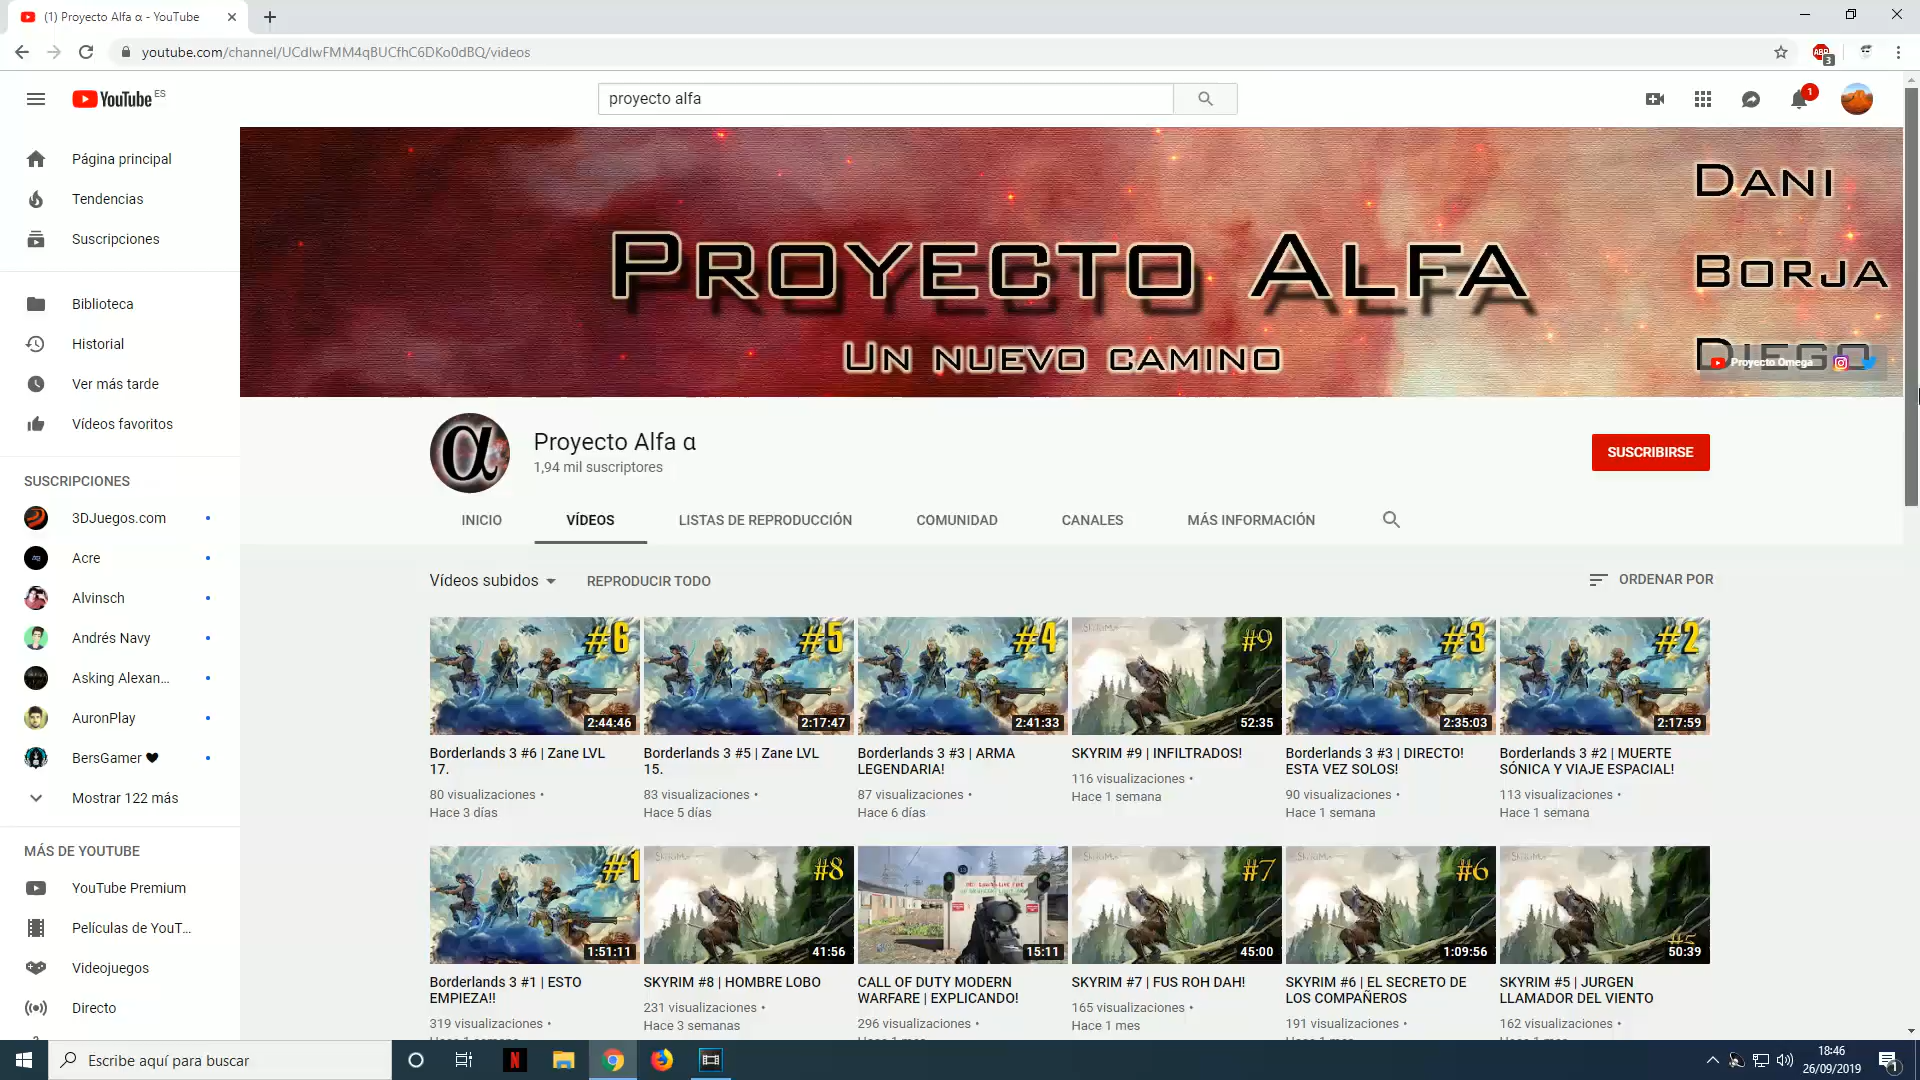 (1) Proyecto Alfa α - YouTube
youtube.com/channel/UCdlwFMM4qBUCfhC6DKo0dBQ/videos
ABP
3
YouTube ES
proyecto alfa
1
Página principal
Tendencias
Suscripciones
Biblioteca
Historial
Ver más tarde
Vídeos favoritos
SUSCRIPCIONES
3DJuegos.com
Acre
Alvinsch
Andrés Navy
Asking Alexan...
AuronPlay
BersGamer ♥
Mostrar 122 más
MÁS DE YOUTUBE
YouTube Premium
Películas de YouT...
Videojuegos
Directo
Proyecto Alfa
Un nuevo camino
Dani
Borja
Diego
Proyecto Omega
α
Proyecto Alfa α
1,94 mil suscriptores
SUSCRIBIRSE
INICIO
VÍDEOS
LISTAS DE REPRODUCCIÓN
COMUNIDAD
CANALES
MÁS INFORMACIÓN
Vídeos subidos
REPRODUCIR TODO
ORDENAR POR
#6
2:44:46
Borderlands 3 #6 | Zane LVL
17.
80 visualizaciones •
Hace 3 días
#5
2:17:47
Borderlands 3 #5 | Zane LVL
15.
83 visualizaciones •
Hace 5 días
#4
2:41:33
Borderlands 3 #3 | ARMA
LEGENDARIA!
87 visualizaciones •
Hace 6 días
#9
52:35
SKYRIM #9 | INFILTRADOS!
116 visualizaciones •
Hace 1 semana
#3
2:35:03
Borderlands 3 #3 | DIRECTO!
ESTA VEZ SOLOS!
90 visualizaciones •
Hace 1 semana
#2
2:17:59
Borderlands 3 #2 | MUERTE
SÓNICA Y VIAJE ESPACIAL!
113 visualizaciones •
Hace 1 semana
#1
1:51:11
Borderlands 3 #1 | ESTO
EMPIEZA!!
319 visualizaciones •
#8
41:56
SKYRIM #8 | HOMBRE LOBO
231 visualizaciones •
Hace 3 semanas
15:11
CALL OF DUTY MODERN
WARFARE | EXPLICANDO!
296 visualizaciones •
#7
45:00
SKYRIM #7 | FUS ROH DAH!
165 visualizaciones •
Hace 1 mes
#6
1:09:56
SKYRIM #6 | EL SECRETO DE
LOS COMPAÑEROS
191 visualizaciones •
#5
50:39
SKYRIM #5 | JURGEN
LLAMADOR DEL VIENTO
162 visualizaciones •
Escribe aquí para buscar
N
18:46
26/09/2019
1